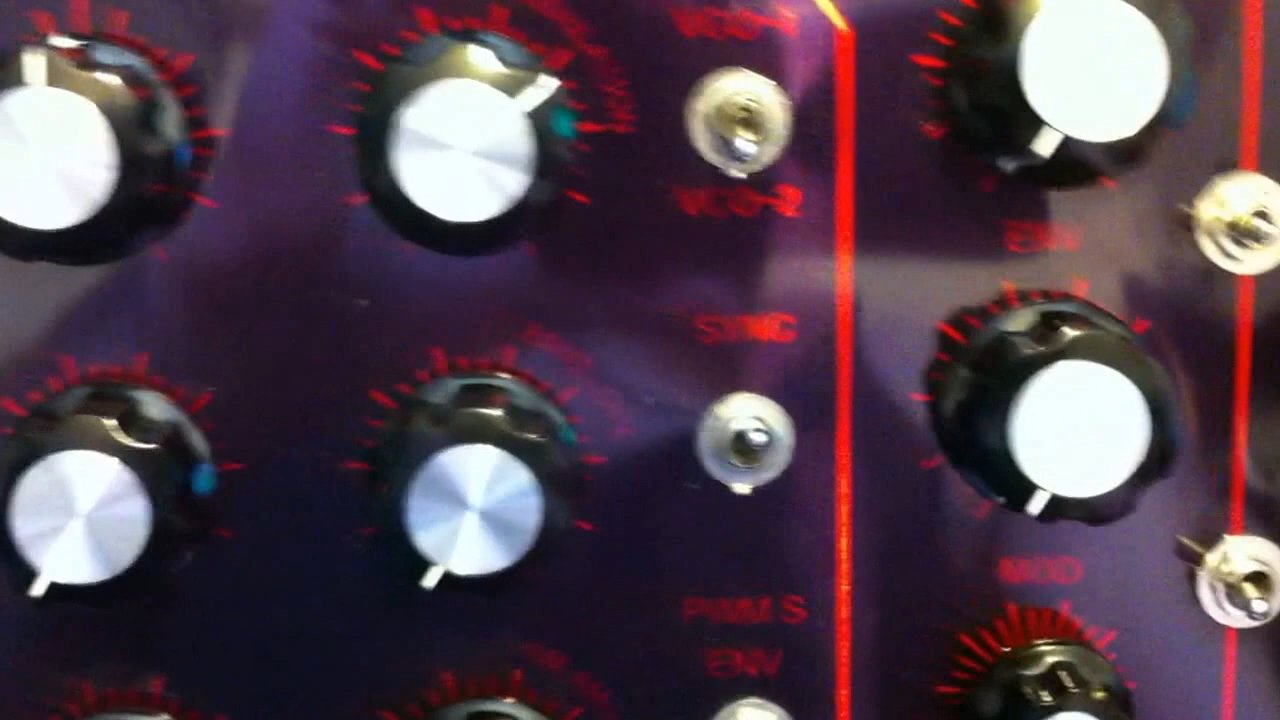 VCO-1
VCO-2
SYNC
PWM S
ENV
ENV
MOD